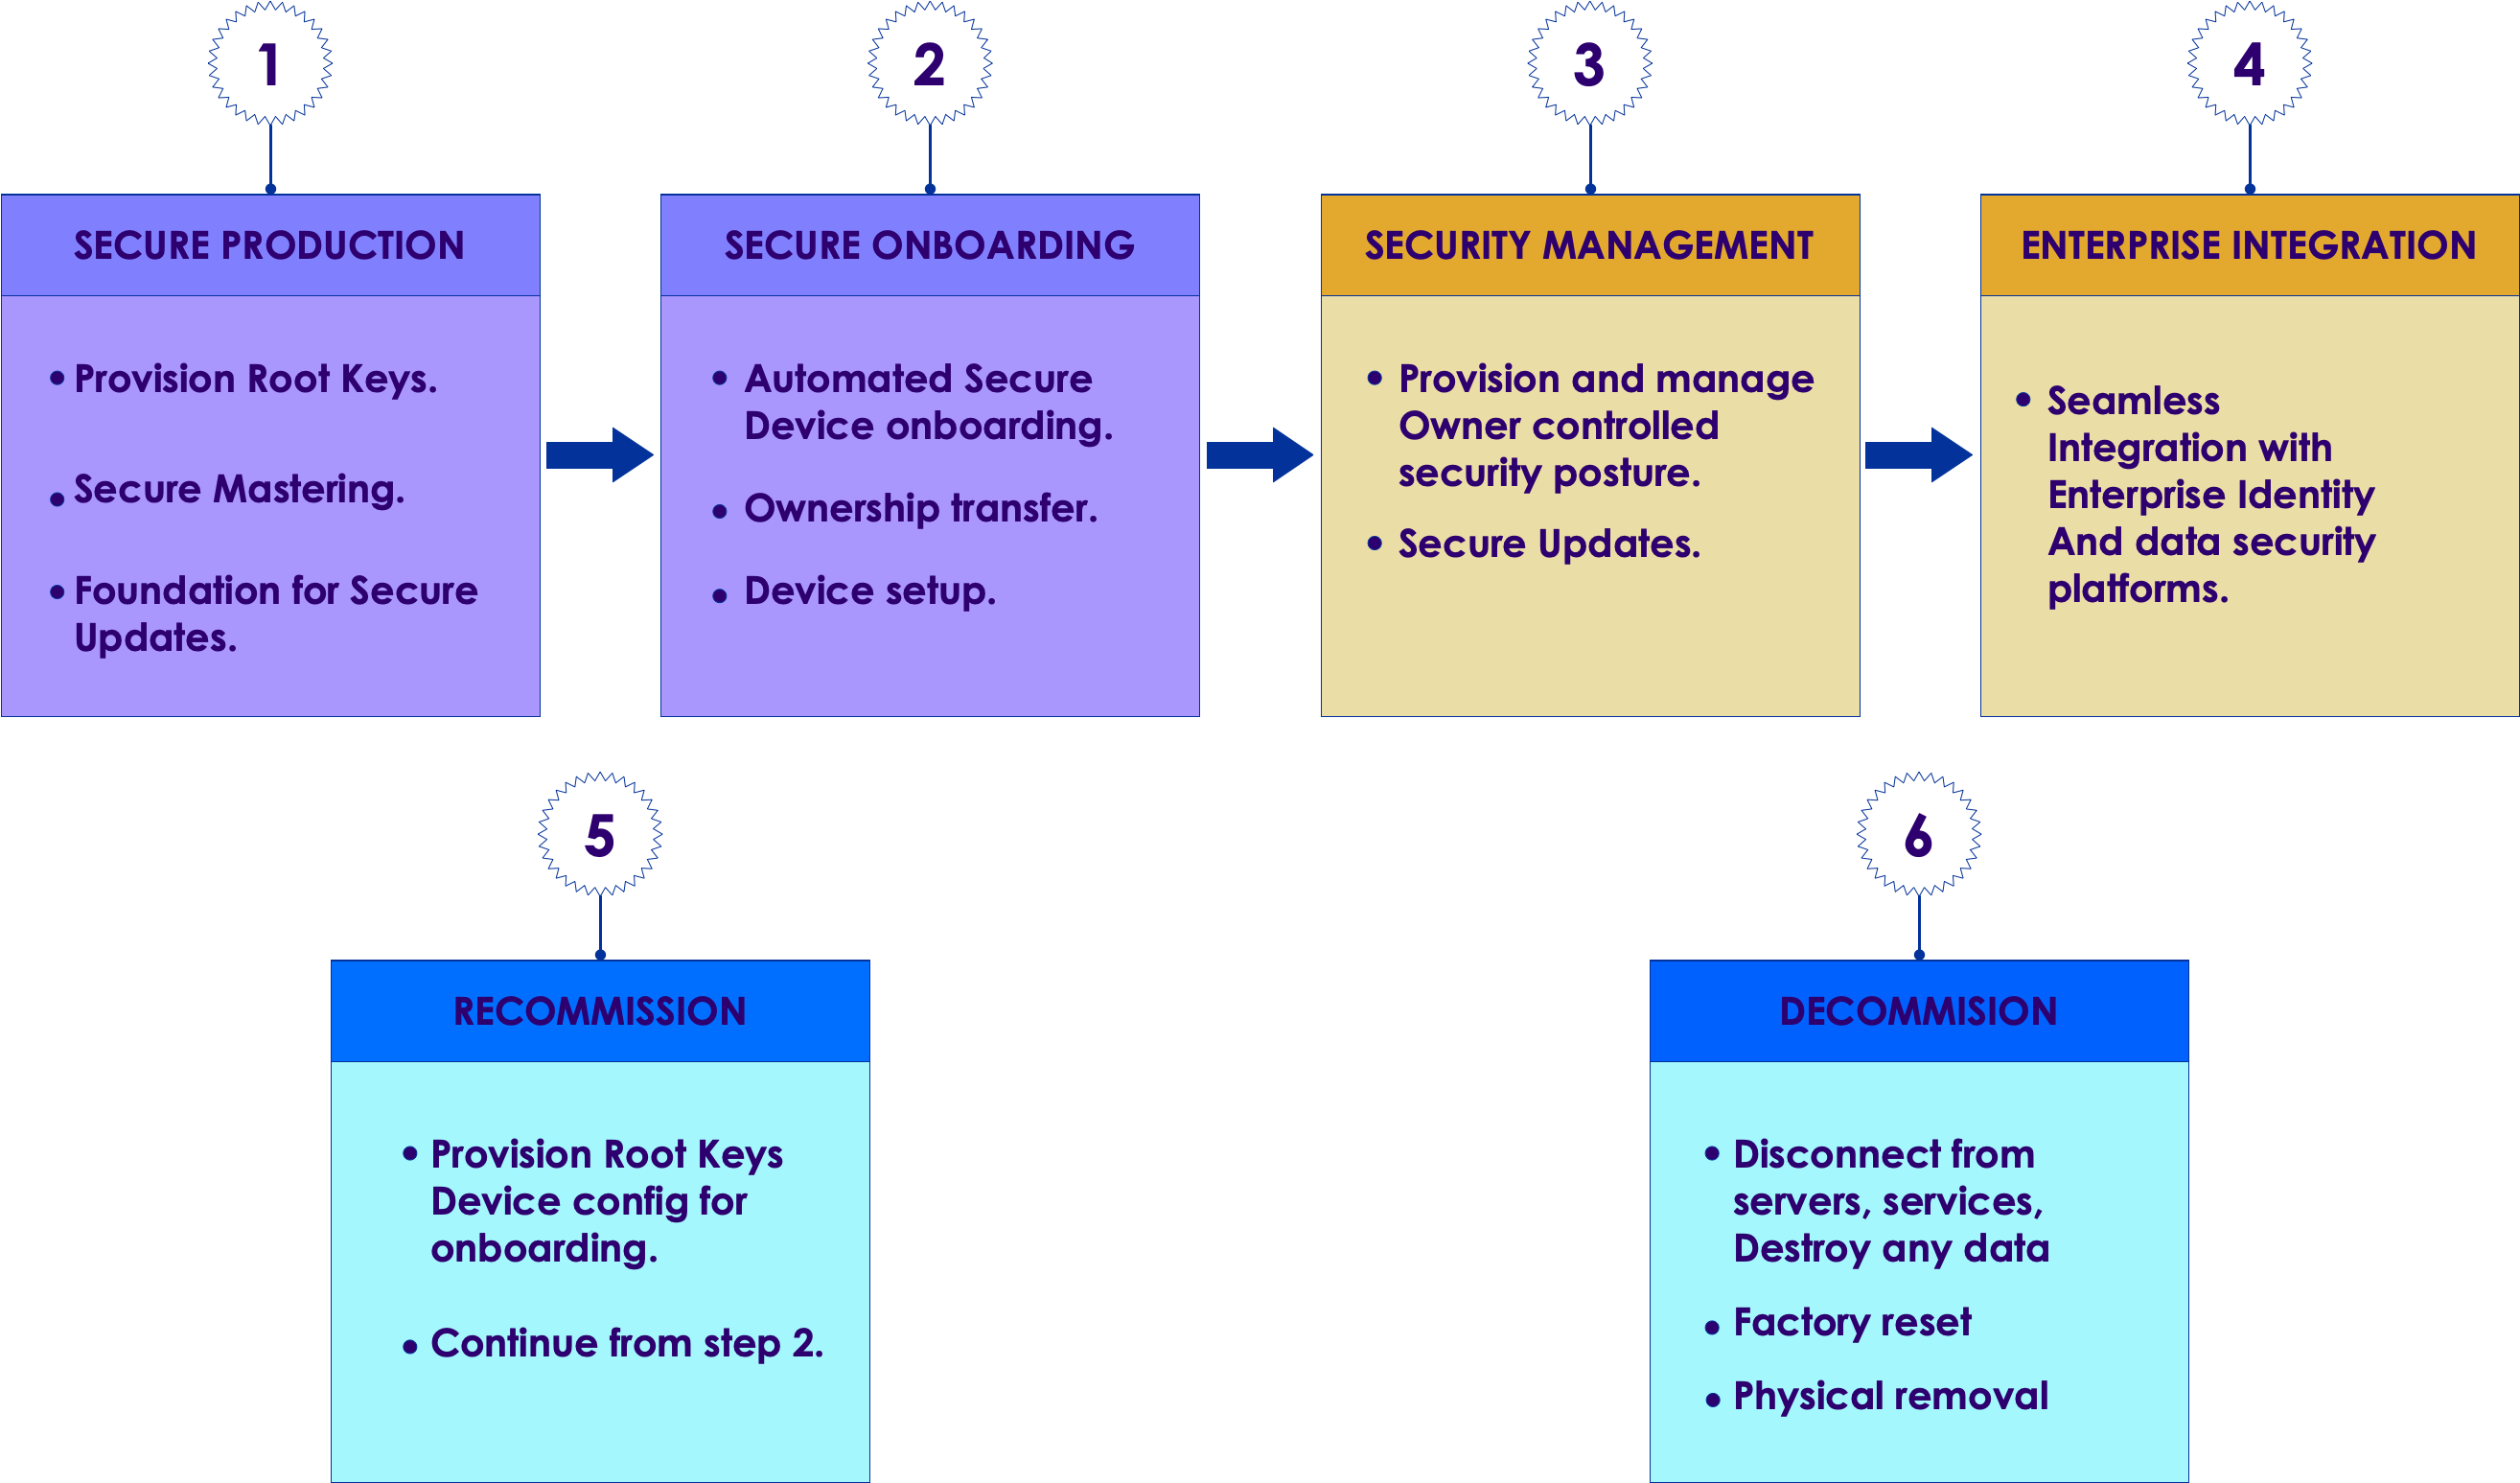 1
2
3
4
SECURE PRODUCTION
SECURE ONBOARDING
SECURITY MANAGEMENT
ENTERPRISE INTEGRATION
• Provision Root Keys.
• Secure Mastering.
• Foundation for Secure
Updates.
• Automated Secure
Device onboarding.
• Ownership transfer.
• Device setup.
• Provision and manage
Owner controlled
security posture.
• Secure Updates.
• Seamless
Integration with
Enterprise Identity
And data security
platforms.
5
6
RECOMMISSION
DECOMMISION
• Provision Root Keys
Device config for
onboarding.
• Continue from step 2.
• Disconnect from
servers, services,
Destroy any data
• Factory reset
• Physical removal